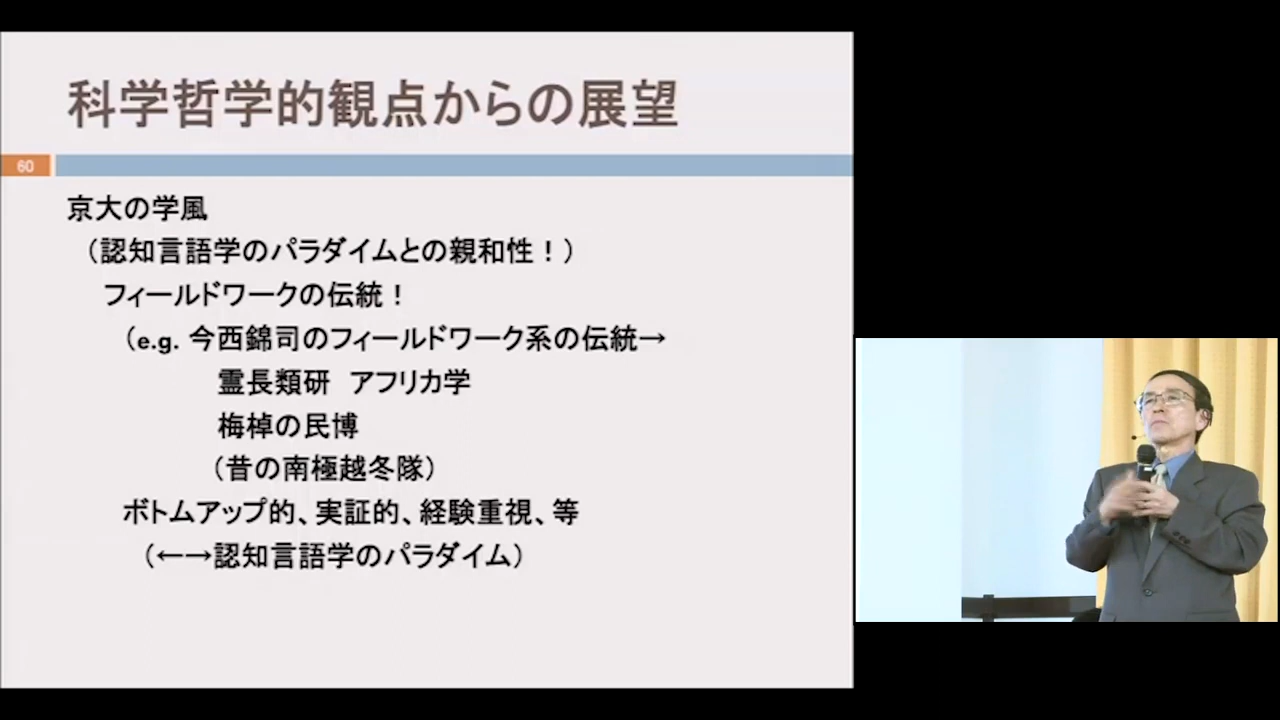 科学哲学的観点からの展望
60
京大の学風
（認知言語学のパラダイムとの親和性！）
フィールドワークの伝統！
（e.g. 今西錦司のフィールドワーク系の伝統→
霊長類研　アフリカ学
梅棹の民博
（昔の南極越冬隊）
ボトムアップ的、実証的、経験重視、等
（←→認知言語学のパラダイム）